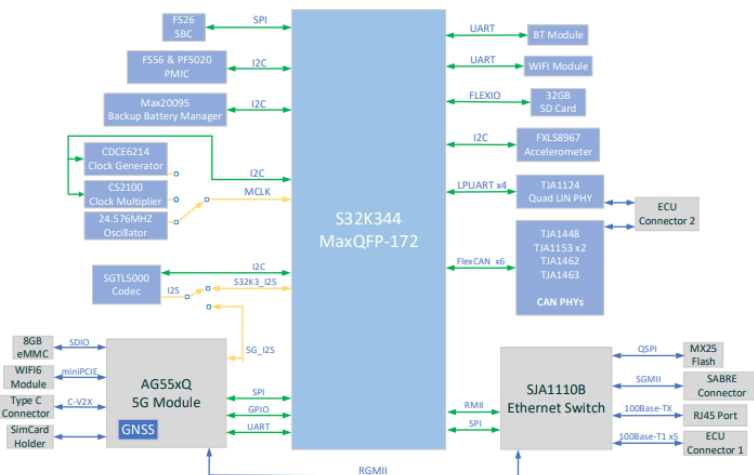 FS26
SBC
SPI
FS56 & PF5020
PMIC
I2C
Max20095
Backup Battery Manager
I2C
CDCE6214
Clock Generator
CS2100
Clock Multiplier
24.576MHZ
Oscillator
I2C
MCLK
SGTL5000
Codec
I2C
I2S
S32K3_I2S
5G_I2S
S32K344
MaxQFP-172
UART
BT Module
UART
WIFI Module
FLEXIO
32GB
SD Card
I2C
FXLS8967
Accelerometer
LPUART x4
TJA1124
Quad LIN PHY
ECU
Connector 2
FlexCAN x6
TJA1448
TJA1153 x2
TJA1462
TJA1463
CAN PHYs
8GB
eMMC
SDIO
WIFI6
Module
miniPCIE
Type C
Connector
C-V2X
SimCard
Holder
AG55xQ
5G Module
GNSS
SPI
GPIO
UART
RMII
SPI
SJA1110B
Ethernet Switch
QSPI
MX25
Flash
SGMII
SABRE
Connector
100Base-TX
RJ45 Port
100Base-T1 x5
ECU
Connector 1
RGMII